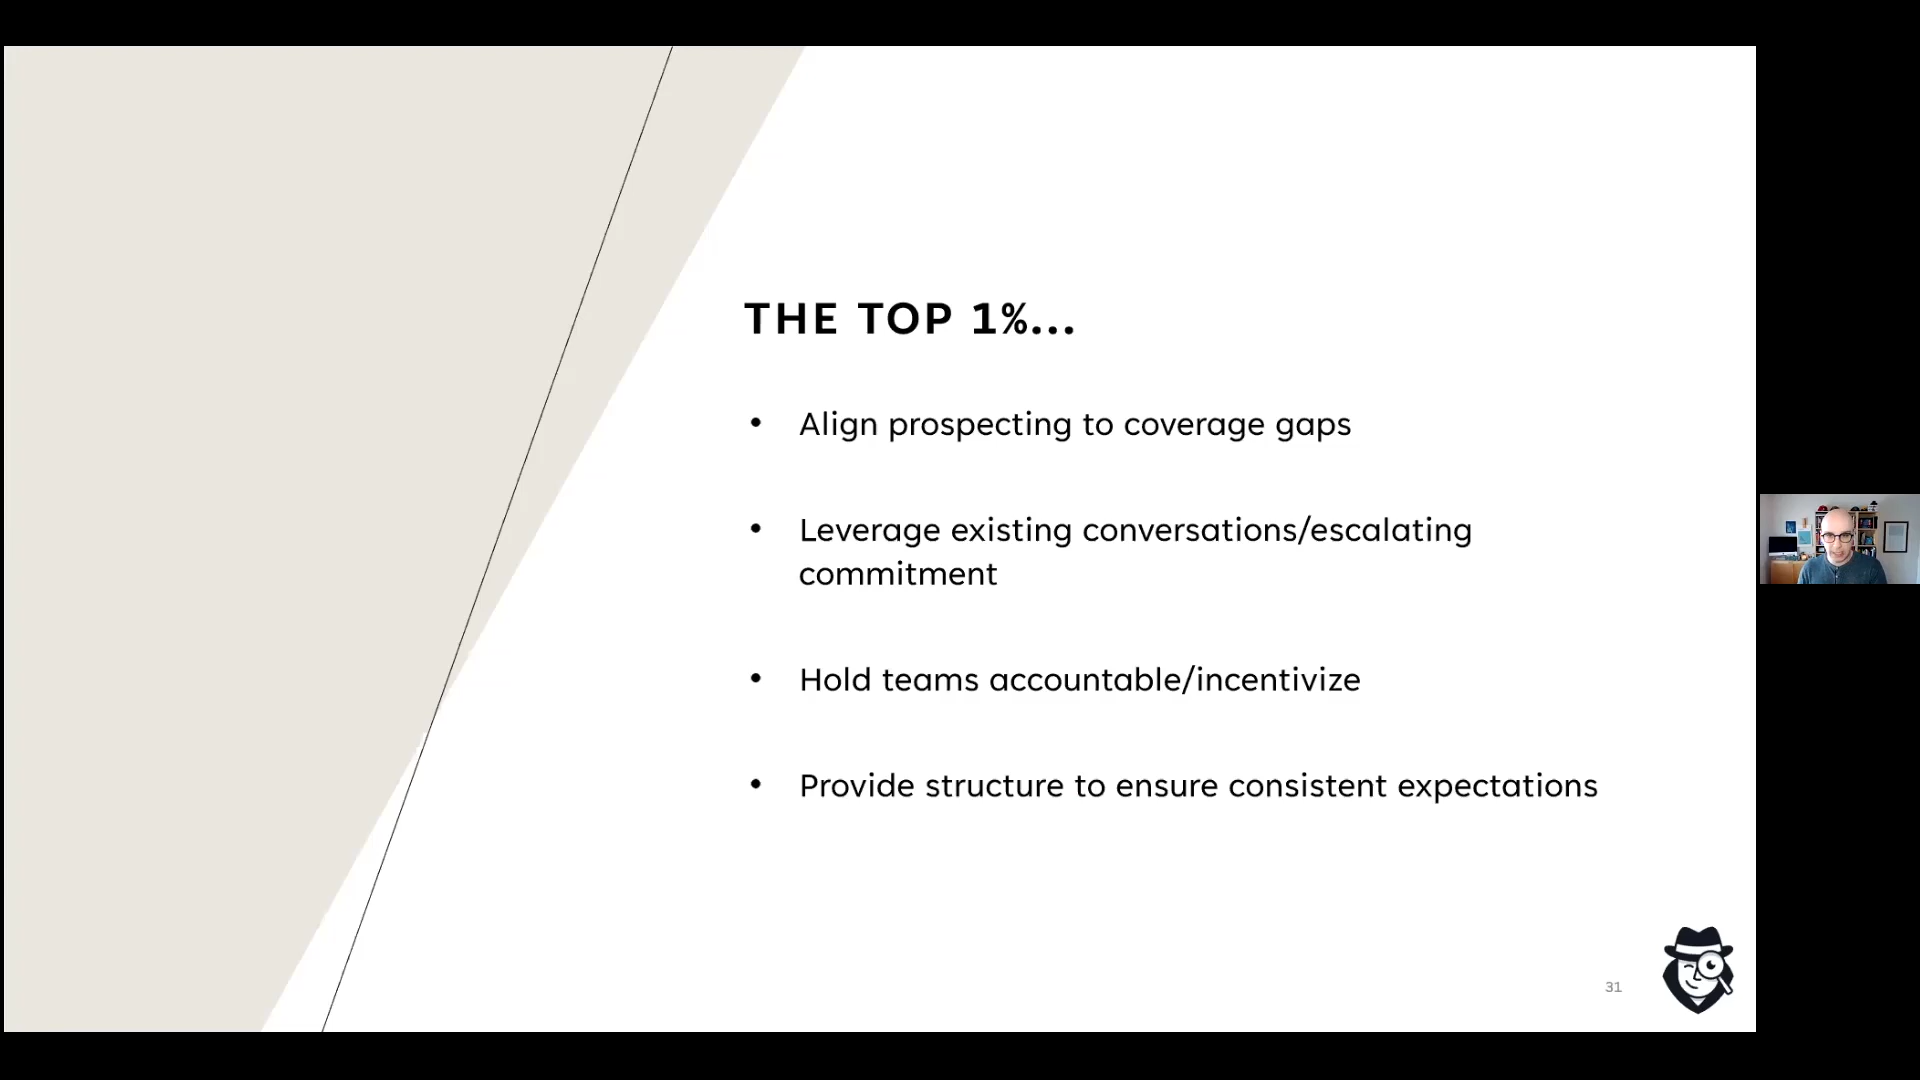 THE TOP 1%...
• Align prospecting to coverage gaps
• Leverage existing conversations/escalating
commitment
• Hold teams accountable/incentivize
• Provide structure to ensure consistent expectations
31